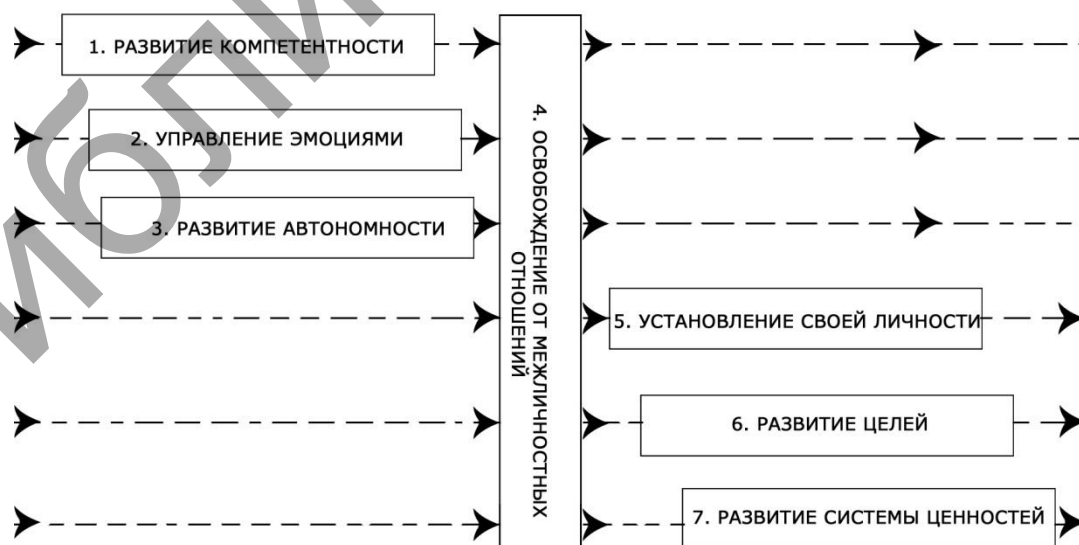 1. РАЗВИТИЕ КОМПЕТЕНТНОСТИ
2. УПРАВЛЕНИЕ ЭМОЦИЯМИ
3. РАЗВИТИЕ АВТОНОМНОСТИ
4. ОСВОБОЖДЕНИЕ ОТ МЕЖЛИЧНОСТНЫХ
ОТНОШЕНИЙ
5. УСТАНОВЛЕНИЕ СВОЕЙ ЛИЧНОСТИ
6. РАЗВИТИЕ ЦЕЛЕЙ
7. РАЗВИТИЕ СИСТЕМЫ ЦЕННОСТЕЙ